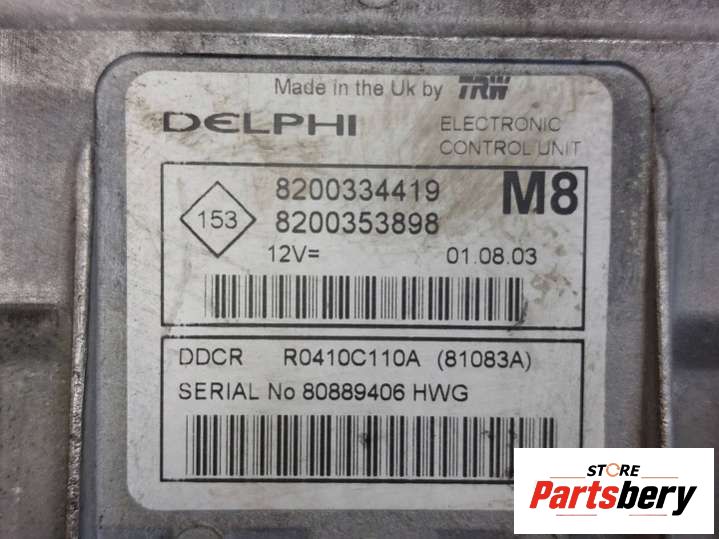 Made in the Uk by TRW
DELPHI
ELECTRONIC
CONTROL UNIT
153
8200334419
8200353898
M8
12V=
01.08.03
DDCR R0410C110A (81083A)
SERIAL No 80889406 HWG
STORE
Partsbery